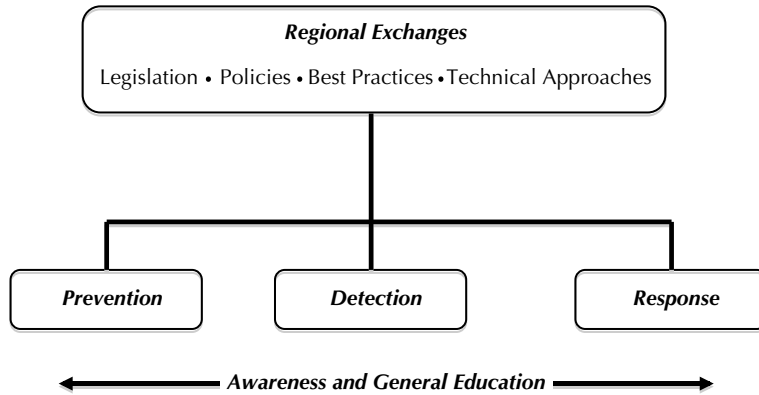 Regional Exchanges
Legislation • Policies • Best Practices • Technical Approaches
Prevention
Detection
Response
Awareness and General Education